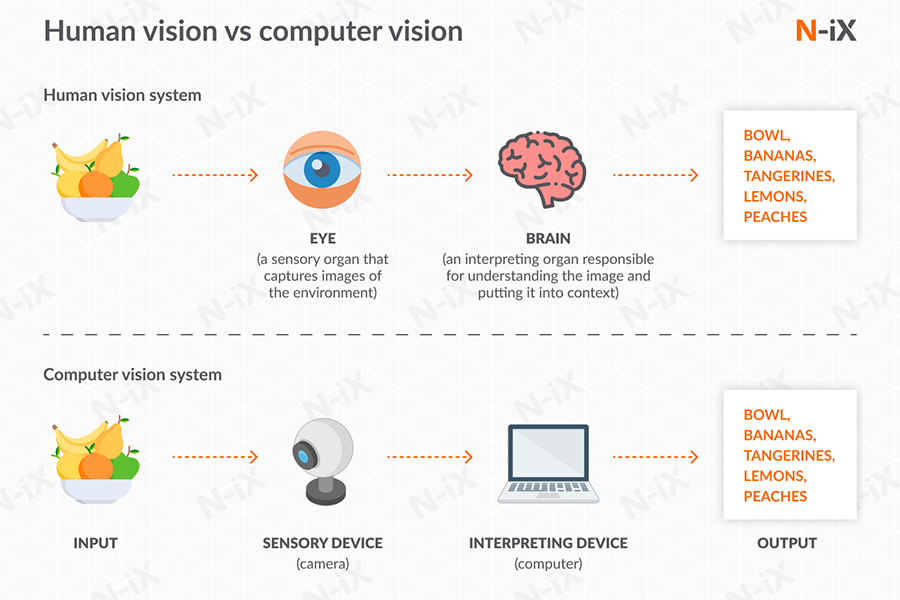 Human vision vs computer vision
N-iX
Human vision system
BOWL,
BANANAS,
TANGERINES,
LEMONS,
PEACHES
EYE
(a sensory organ that
captures images of
the environment)
BRAIN
(an interpreting organ responsible
for understanding the image and
putting it into context)
Computer vision system
BOWL,
BANANAS,
TANGERINES,
LEMONS,
PEACHES
INPUT
SENSORY DEVICE
(camera)
INTERPRETING DEVICE
(computer)
OUTPUT